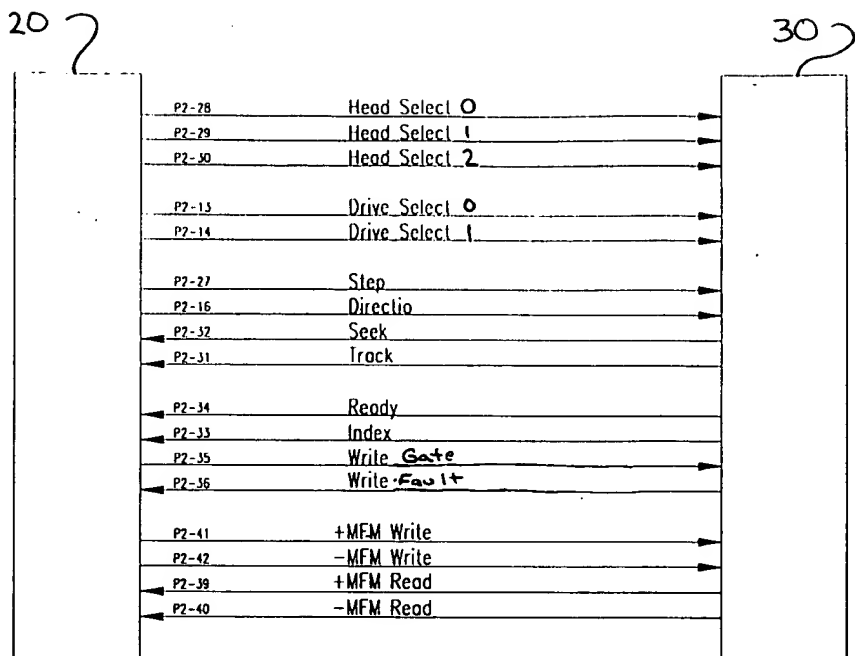 20
30
P2-28 Head Select 0
P2-29 Head Select 1
P2-30 Head Select 2
P2-13 Drive Select 0
P2-14 Drive Select 1
P2-27 Step
P2-16 Directio
P2-32 Seek
P2-31 Track
P2-34 Ready
P2-33 Index
P2-35 Write Gate
P2-36 Write Fault
P2-41 +MFM Write
P2-42 -MFM Write
P2-39 +MFM Read
P2-40 -MFM Read